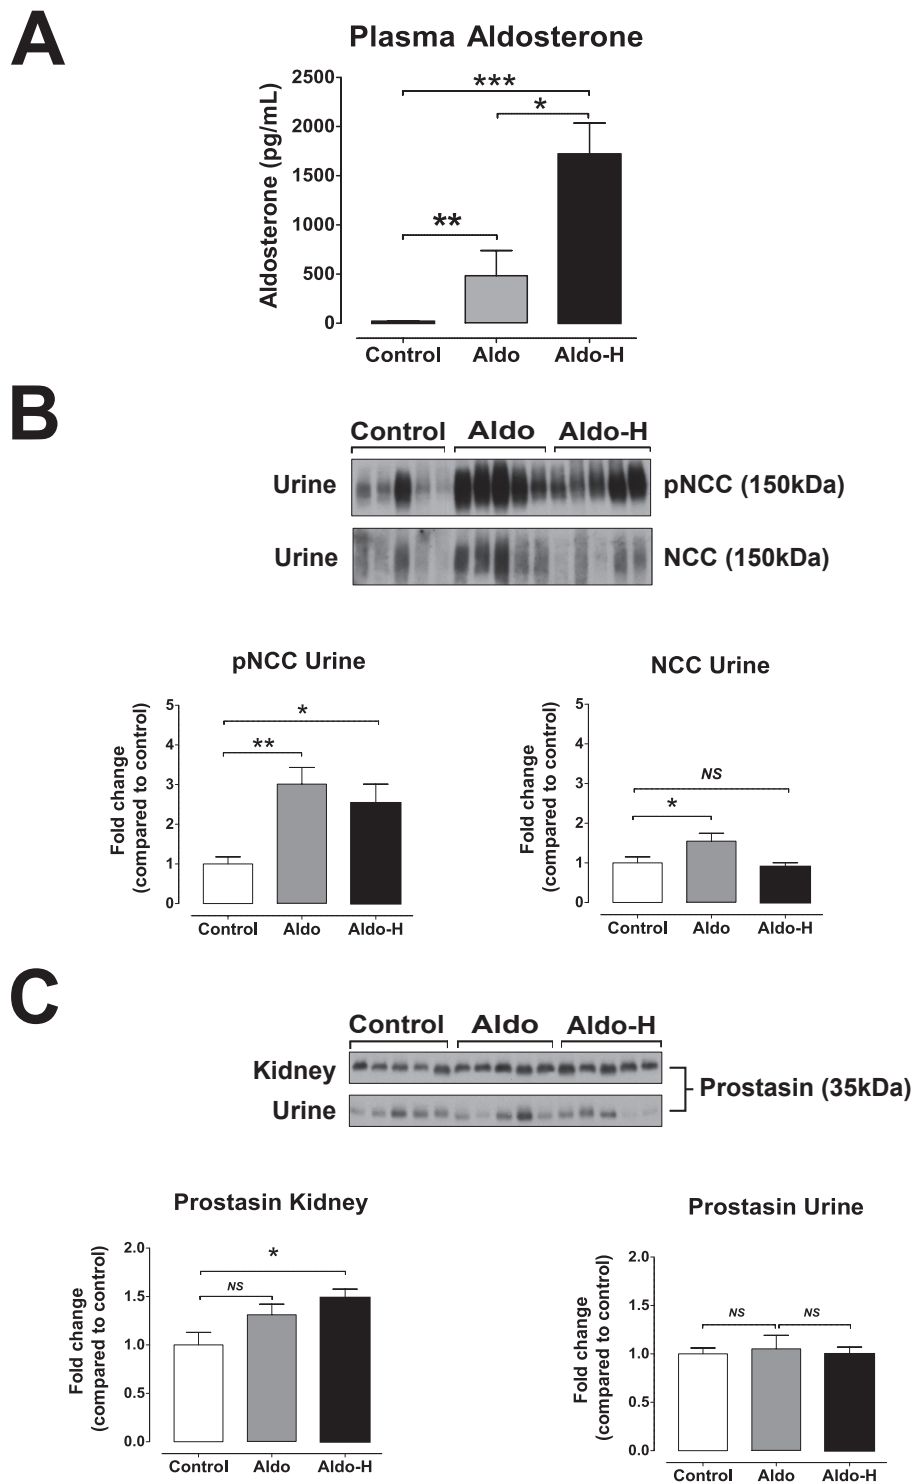 A
Plasma Aldosterone
Aldosterone (pg/mL)
2500
2000
1500
1000
500
0
***
*
**
Control Aldo Aldo-H
B
Control Aldo Aldo-H
Urine pNCC (150kDa)
Urine NCC (150kDa)
pNCC Urine
Fold change
(compared to control)
5
4
3
2
1
0
*
**
Control Aldo Aldo-H
NCC Urine
Fold change
(compared to control)
5
4
3
2
1
0
NS
*
Control Aldo Aldo-H
C
Control Aldo Aldo-H
Kidney
Urine
Prostasin (35kDa)
Prostasin Kidney
Fold change
(compared to control)
2.0
1.5
1.0
0.5
0.0
*
NS
Control Aldo Aldo-H
Prostasin Urine
Fold change
(compared to control)
2.0
1.5
1.0
0.5
0.0
NS NS
Control Aldo Aldo-H